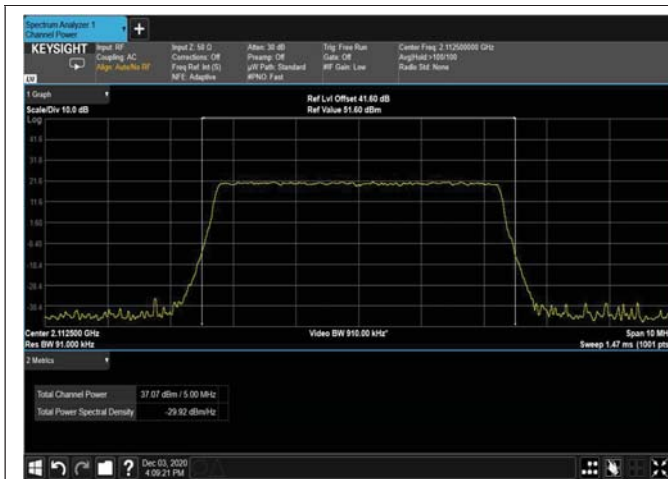 Spectrum Analyzer 1
Channel Power
KEYSIGHT
Input: RF
Coupling: AC
Align: Auto/No RF
Input Z: 50 Ω
Corrections: Off
Freq Ref: Int (S)
NFE: Adaptive
Atten: 30 dB
Preamp: Off
µW Path: Standard
#PNO: Fast
Trig: Free Run
Gate: Off
#IF Gain: Low
Center Freq: 2.112500000 GHz
Avg|Hold:>100/100
Radio Std: None
1 Graph
Scale/Div 10.0 dB
Ref Lvl Offset 41.60 dB
Ref Value 51.60 dBm
Log
41.6
31.6
21.6
11.6
1.60
-8.40
-18.4
-28.4
-38.4
Center 2.112500 GHz
Res BW 91.000 kHz
Video BW 910.00 kHz*
Span 10 MH
Sweep 1.47 ms (1001 pts
2 Metrics
Total Channel Power 37.07 dBm / 5.00 MHz
Total Power Spectral Density -29.92 dBm/Hz
Dec 03, 2020
4:09:21 PM